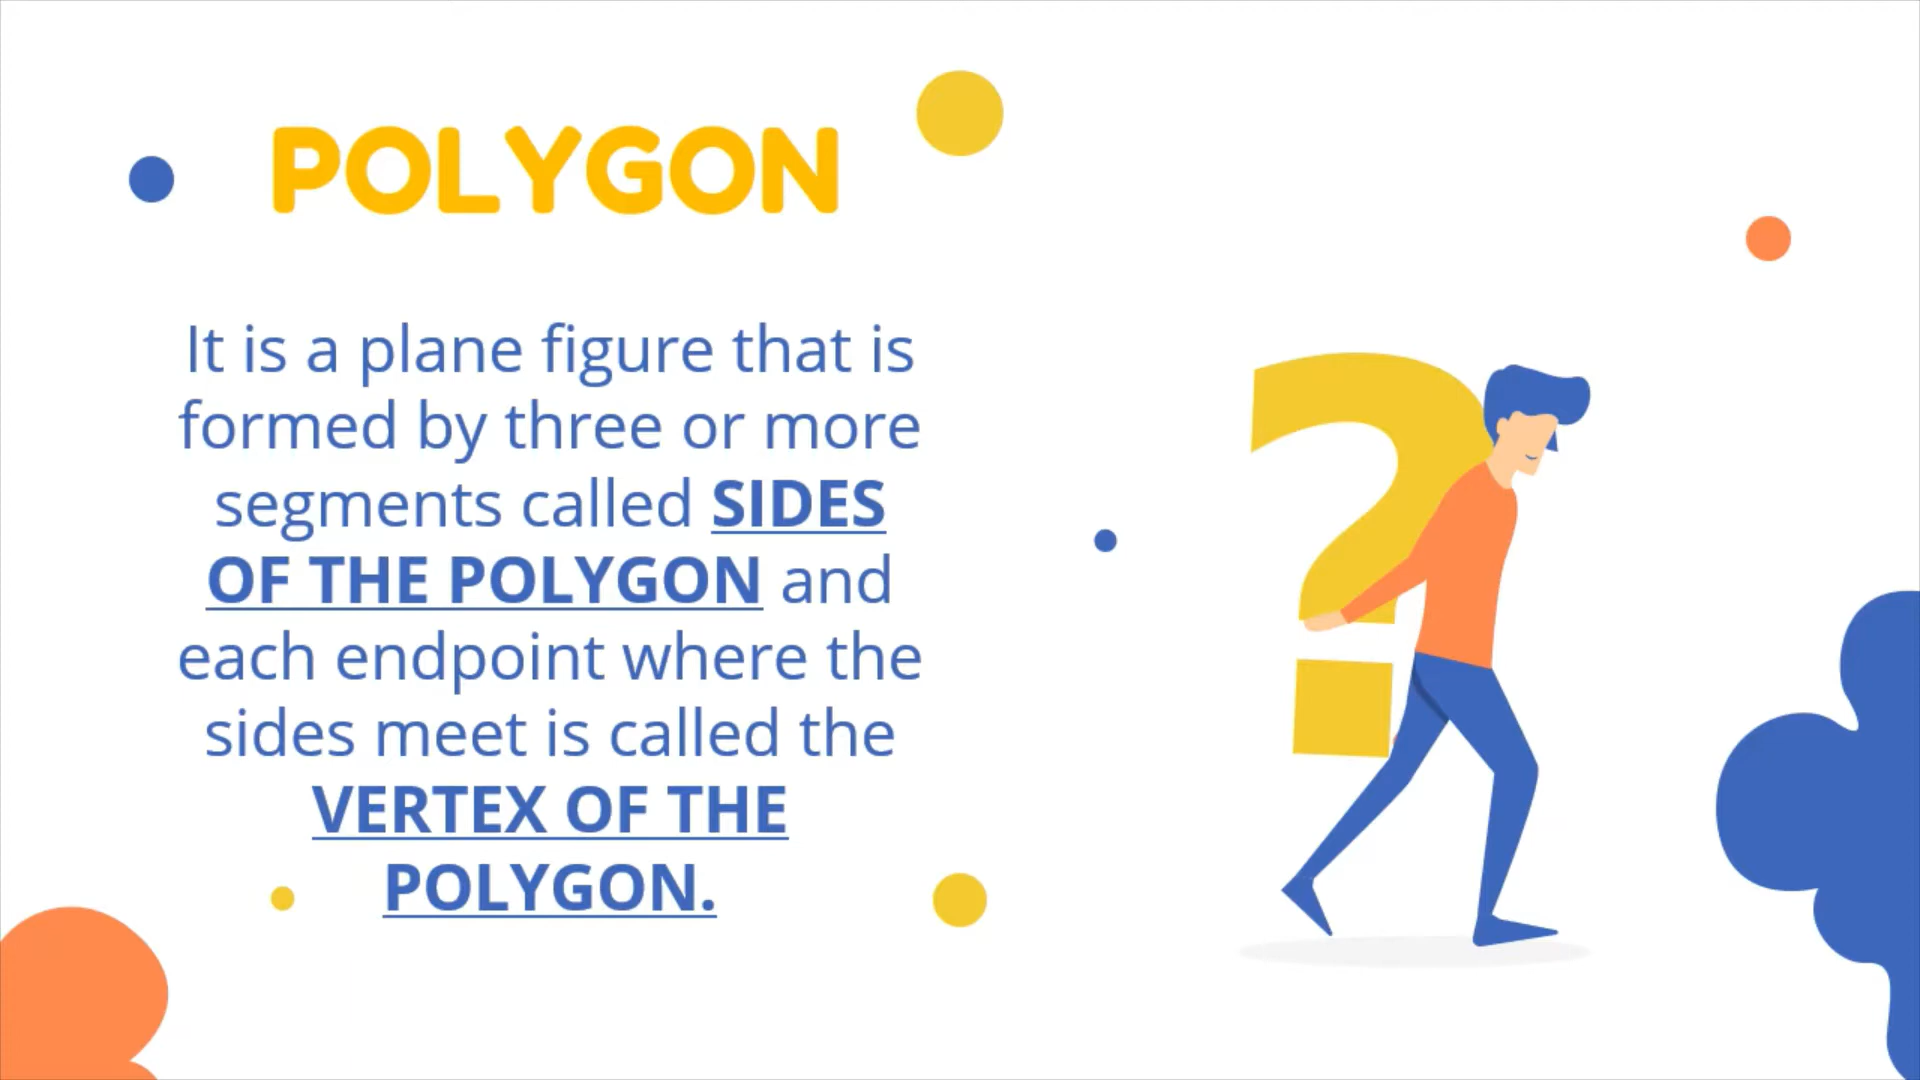 POLYGON
It is a plane figure that is
formed by three or more
segments called SIDES
OF THE POLYGON and
each endpoint where the
sides meet is called the
VERTEX OF THE
POLYGON.